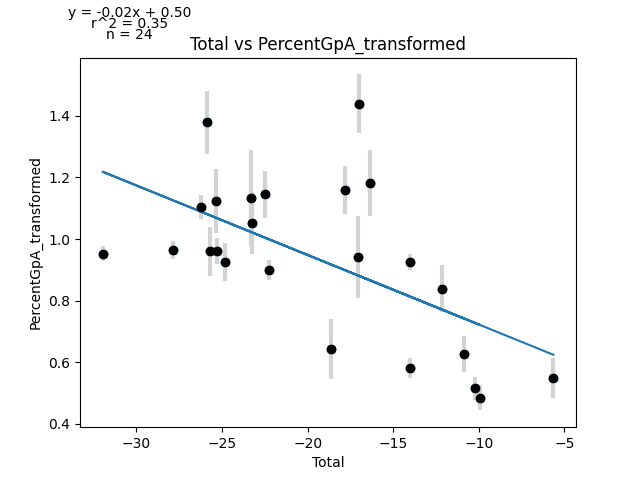 y = -0.02x + 0.50
r^2 = 0.35
n = 24
Total vs PercentGpA_transformed
PercentGpA_transformed
1.4
1.2
1.0
0.8
0.6
0.4
−30
−25
−20
−15
−10
−5
Total